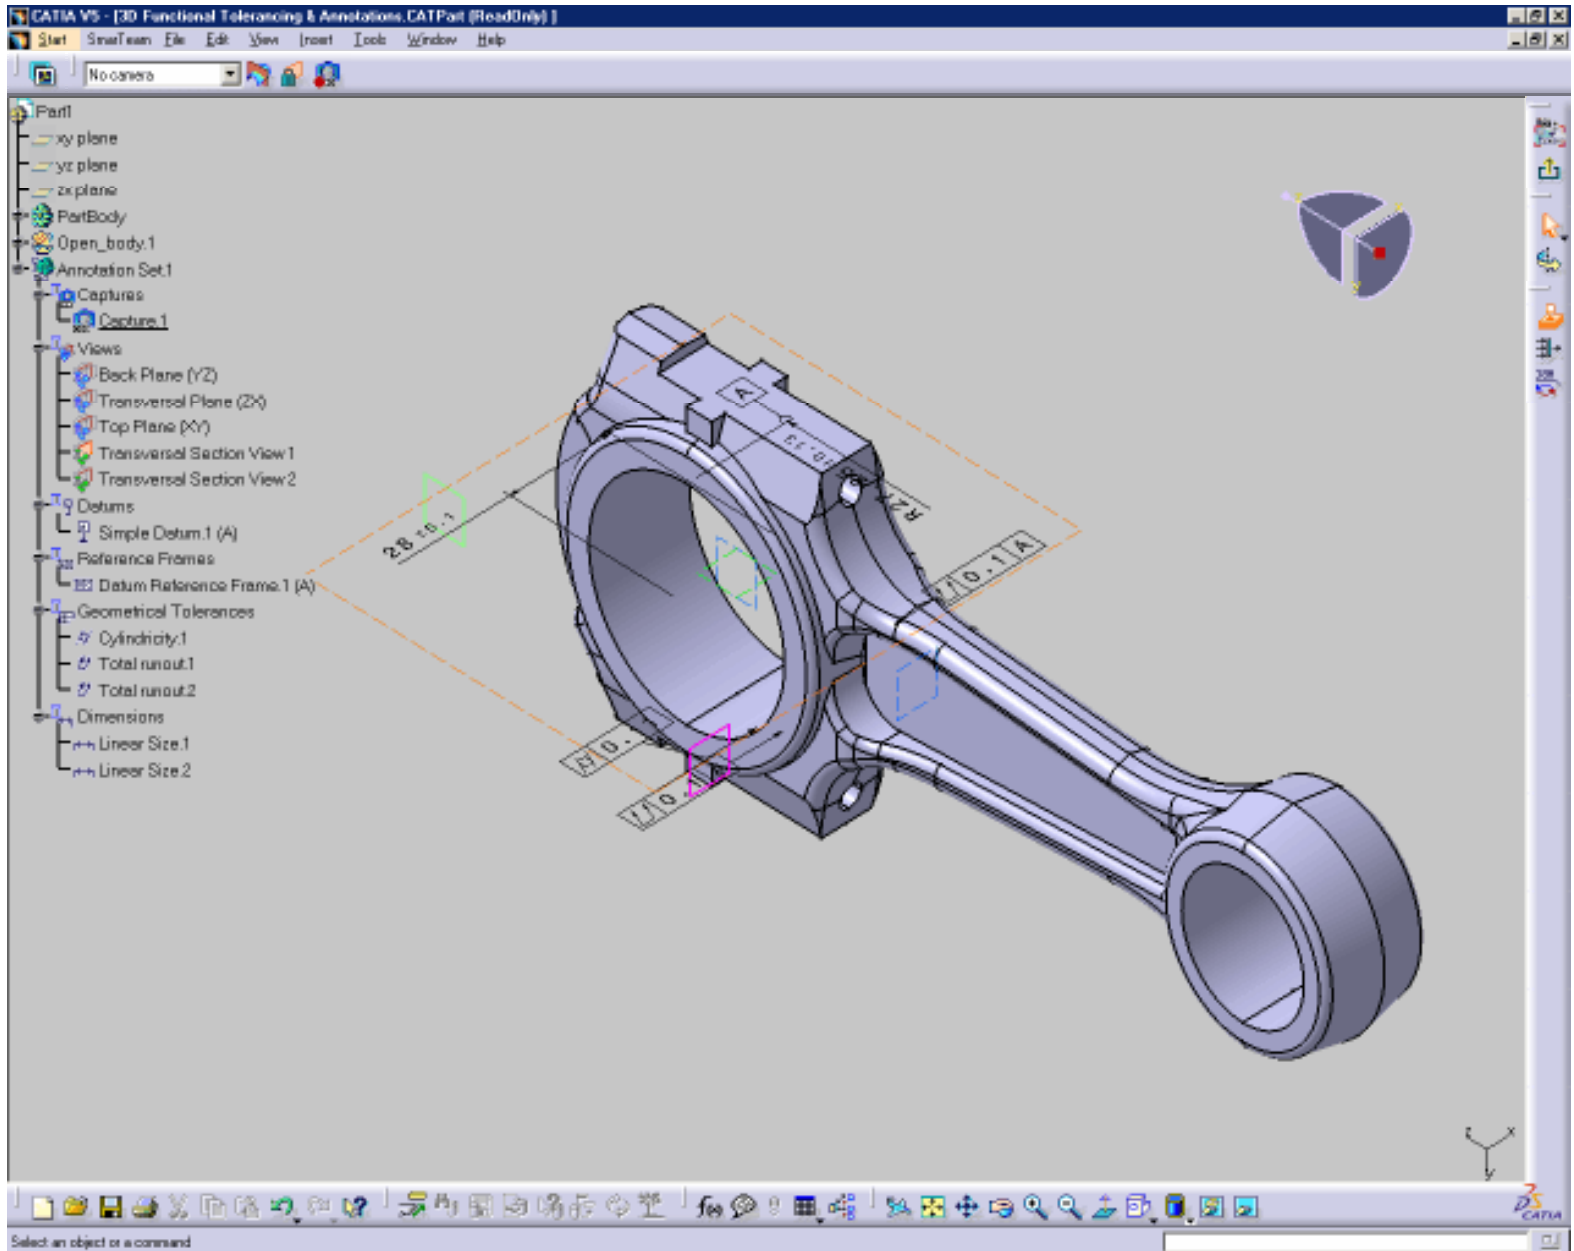 CATIA V5 - [3D Functional Tolerancing & Annotations.CATPart (ReadOnly) ]
Start SmarTeam File Edit View Insert Tools Window Help
No camera
Part1
xy plane
yz plane
zx plane
PartBody
Open_body.1
Annotation Set.1
Captures
Capture.1
Views
Back Plane (YZ)
Transversal Plane (ZX)
Top Plane (XY)
Transversal Section View 1
Transversal Section View 2
Datums
Simple Datum.1 (A)
Reference Frames
Datum Reference Frame.1 (A)
Geometrical Tolerances
Cylindricity.1
Total runout.1
Total runout.2
Dimensions
Linear Size.1
Linear Size.2
A
28 ±0.1
0.1 A
0.1
z x
y
f(x)
CATIA
Select an object or a command